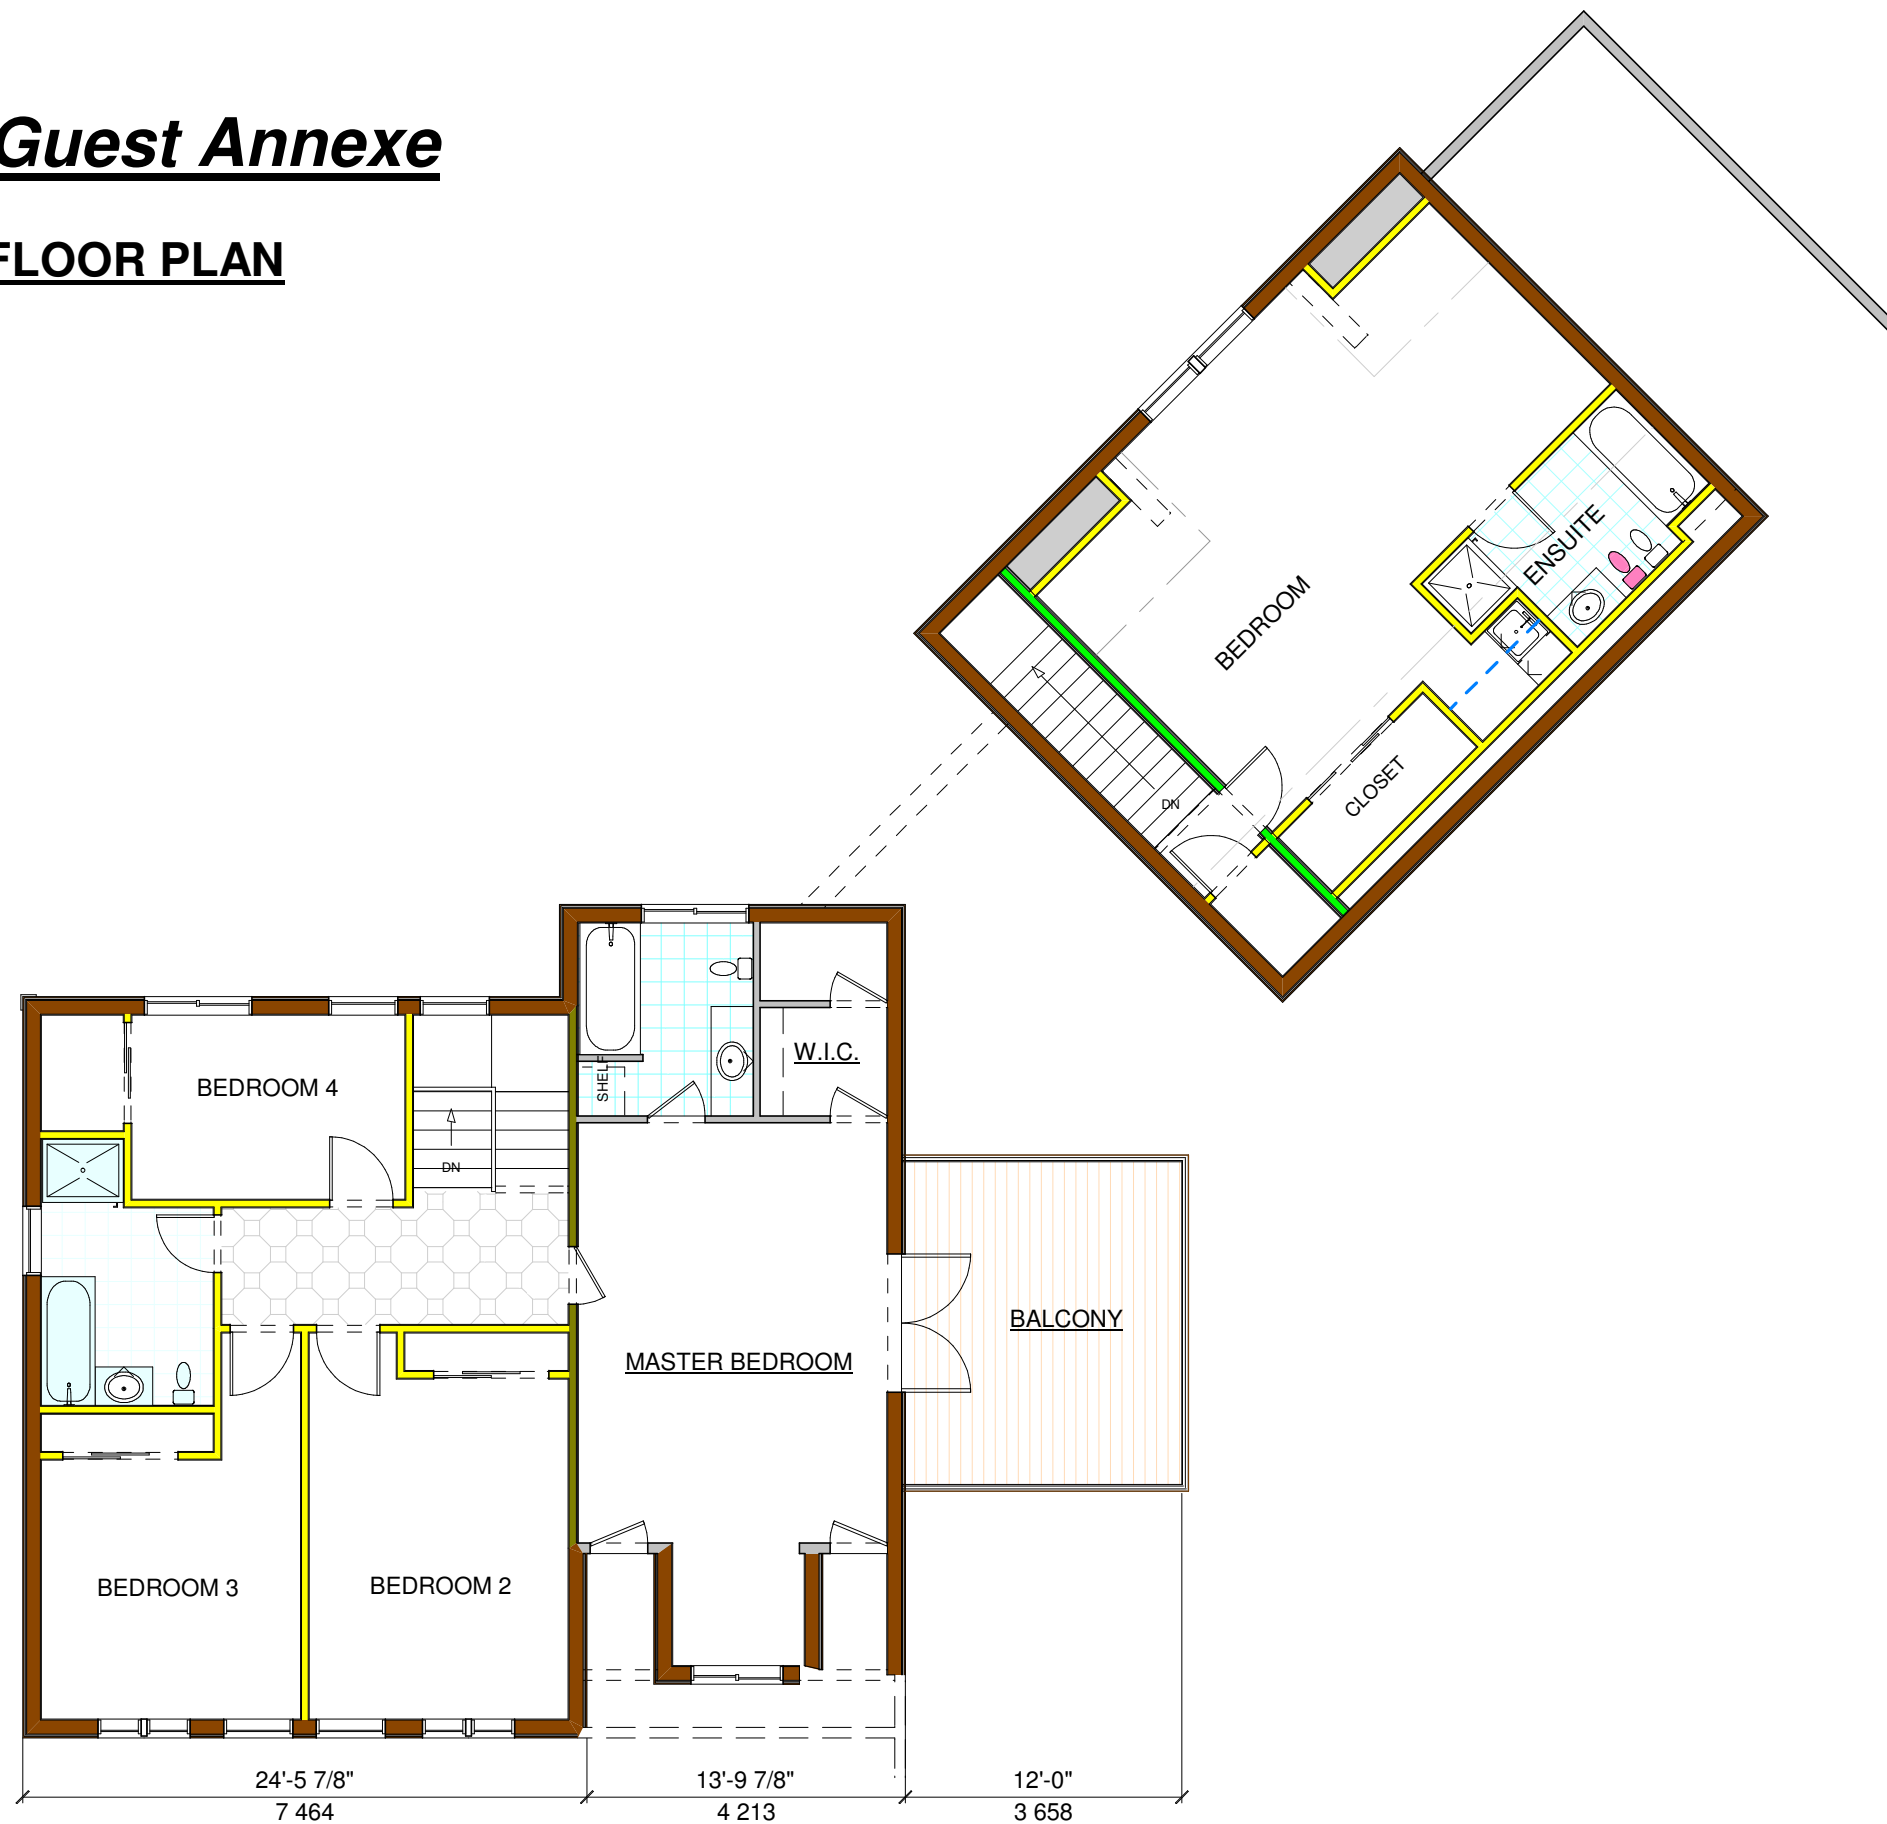 Guest Annexe
FLOOR PLAN
ENSUITE
BEDROOM
CLOSET
DN
W.I.C.
SHELF
BEDROOM 4
DN
BALCONY
MASTER BEDROOM
BEDROOM 3
BEDROOM 2
24'-5 7/8"
13'-9 7/8"
12'-0"
7 464
4 213
3 658